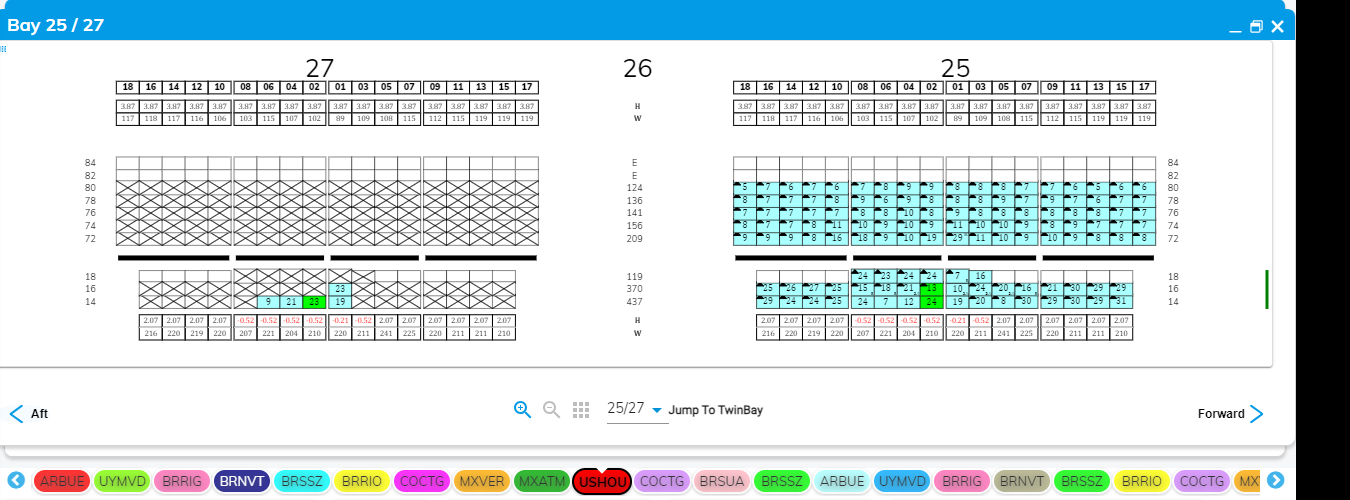 Bay 25 / 27
27 26 25
18 16 14 12 10 08 06 04 02 01 03 05 07 09 11 13 15 17 18 16 14 12 10 08 06 04 02 01 03 05 07 09 11 13 15 17
3.87 3.87 3.87 3.87 3.87 3.87 3.87 3.87 3.87 3.87 3.87 3.87 3.87 3.87 3.87 3.87 3.87 3.87 H 3.87 3.87 3.87 3.87 3.87 3.87 3.87 3.87 3.87 3.87 3.87 3.87 3.87 3.87 3.87 3.87 3.87 3.87
117 118 117 116 106 103 115 107 102 89 109 108 115 112 115 119 119 119 W 117 118 117 116 106 103 115 107 102 89 109 108 115 112 115 119 119 119
84 E 84
82 E 82
80 124 5 7 6 7 6 7 8 9 9 8 8 8 7 7 6 5 6 6 80
78 136 8 7 7 7 8 9 6 9 8 8 9 8 9 8 8 8 7 7 78
76 141 7 7 7 7 7 8 8 10 8 9 8 8 8 8 8 8 7 7 76
74 156 7 7 7 8 11 10 9 10 9 10 10 10 9 8 9 7 7 7 74
72 209 9 9 9 8 16 18 9 10 19 29 11 10 9 10 9 8 8 8 72
18 119 24 23 24 24 7 16 18
16 23 370 25 26 27 25 15 18 21 13 10 24 20 16 21 30 29 29 16
14 9 21 23 19 437 29 24 24 25 24 7 12 24 19 20 8 30 29 30 29 31 14
2.07 2.07 2.07 2.07 -0.52 -0.52 -0.52 -0.52 -0.21 -0.52 2.07 2.07 2.07 2.07 2.07 2.07 H 2.07 2.07 2.07 2.07 -0.52 -0.52 -0.52 -0.52 -0.21 -0.52 2.07 2.07 2.07 2.07 2.07 2.07
216 220 219 220 207 221 204 210 220 211 241 225 220 211 211 210 W 216 220 219 220 207 221 204 210 220 211 241 225 220 211 211 210
Aft 25/27 Jump To TwinBay Forward
ARBUE UYMVD BRRIG BRNVT BRSSZ BRRIO COCTG MXVER MXATM USHOU COCTG BRSUA BRSSZ ARBUE UYMVD BRRIG BRNVT BRSSZ BRRIO COCTG